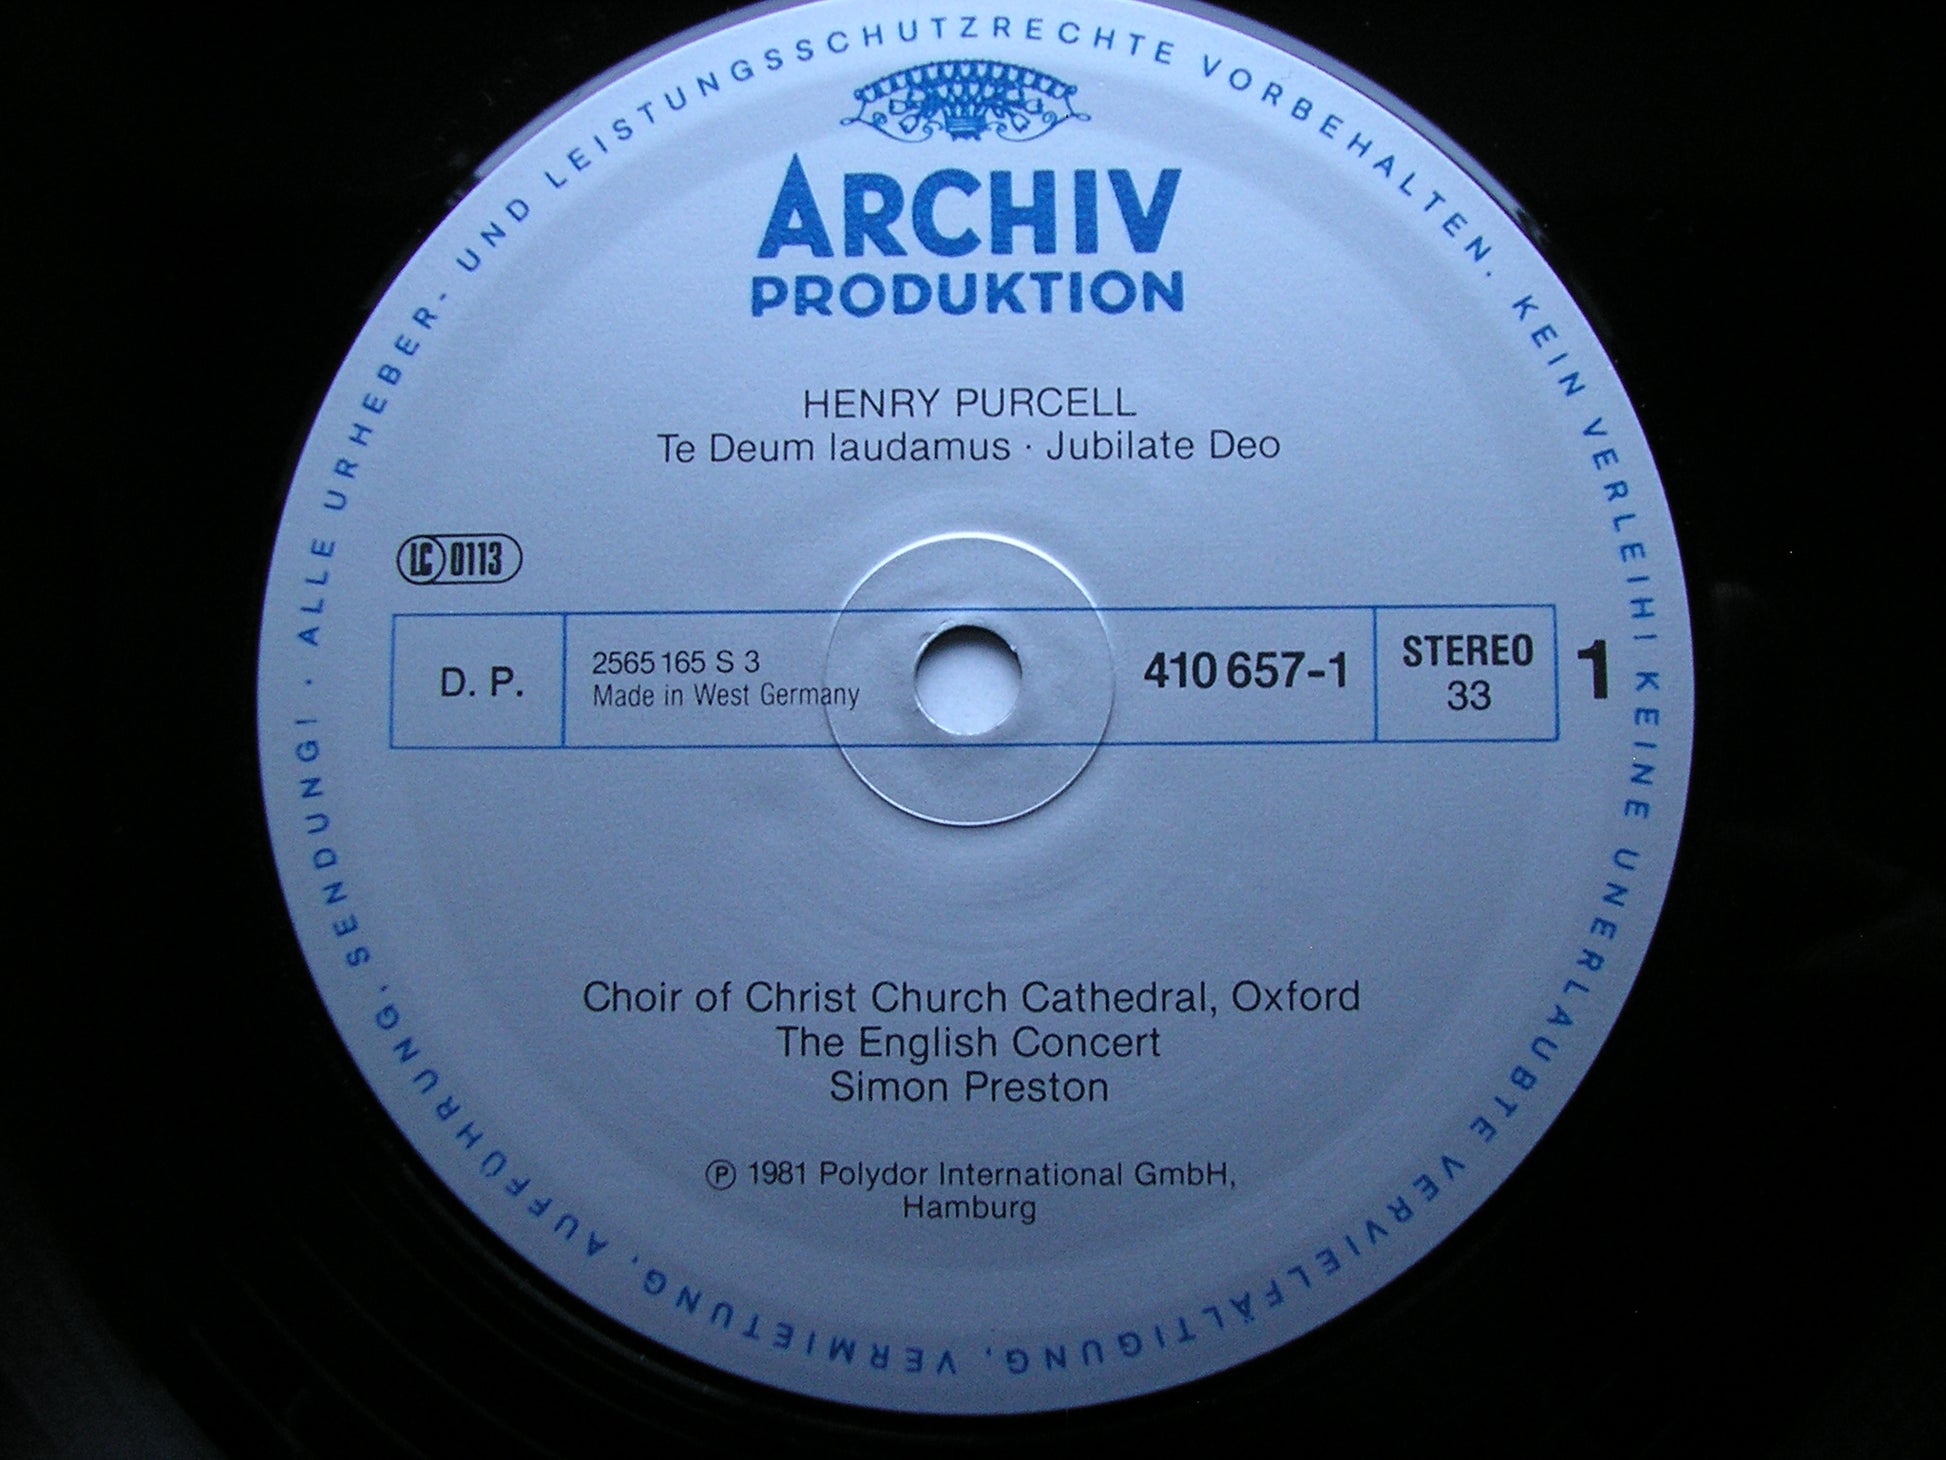 ALLE URHEBER- UND LEISTUNGSSCHUTZRECHTE VORBEHALTEN. KEIN VERLEIH! KEINE UNERLAUBTE VERVIELFÄLTIGUNG, VERMIETUNG, AUFFÜHRUNG, SENDUNG! ·
ARCHIV
PRODUKTION
HENRY PURCELL
Te Deum laudamus · Jubilate Deo
LC 0113
D. P.
2565 165 S 3
Made in West Germany
410 657-1
STEREO
33
1
Choir of Christ Church Cathedral, Oxford
The English Concert
Simon Preston
℗ 1981 Polydor International GmbH,
Hamburg